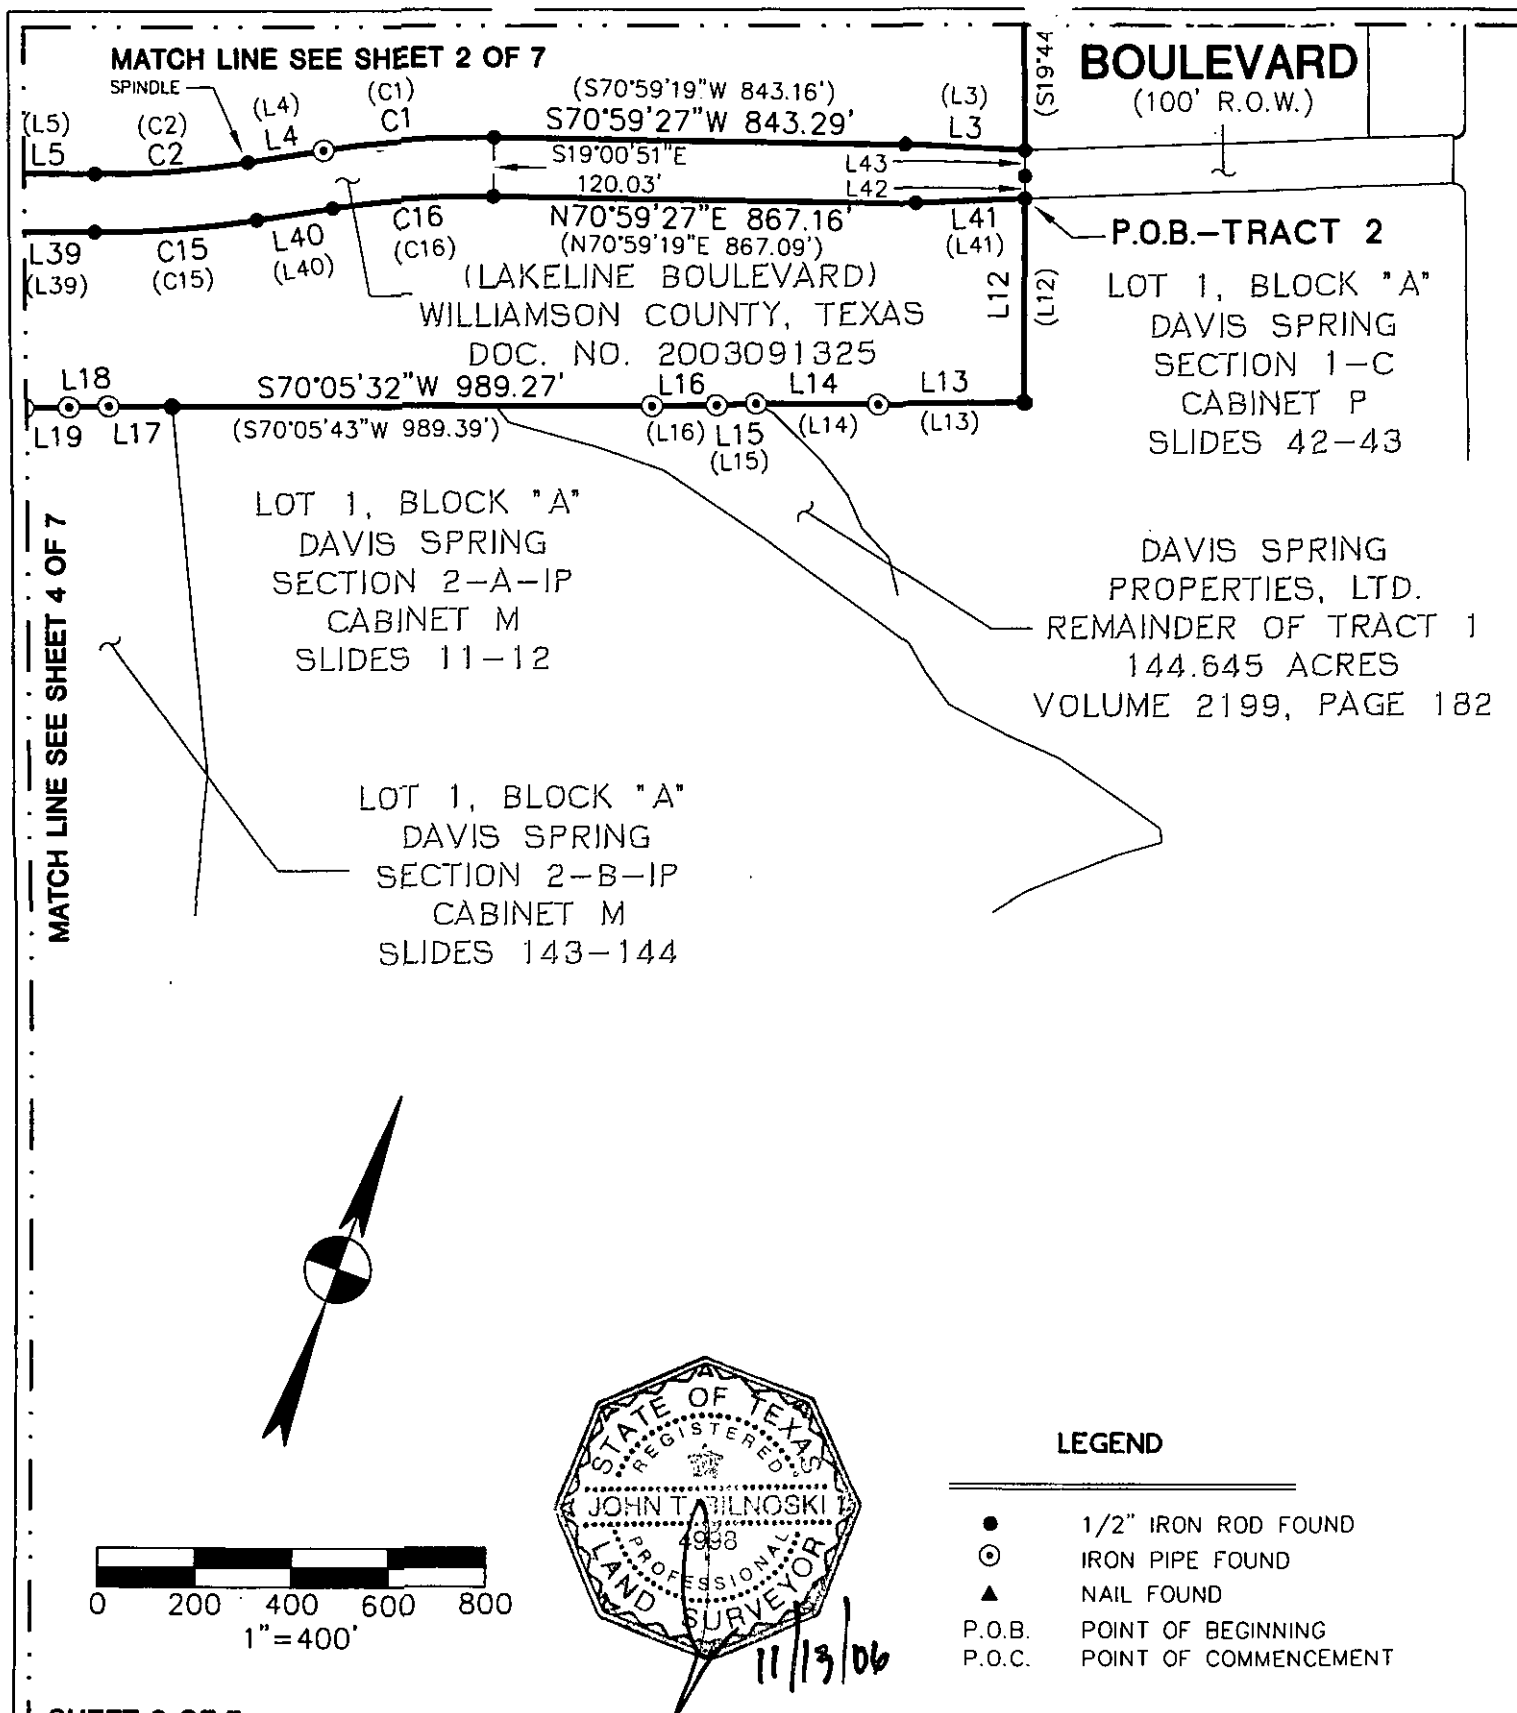 MATCH LINE SEE SHEET 2 OF 7
SPINDLE
(L5)
L5
(C2)
C2
(L4)
L4
(C1)
C1
(S70°59'19"W 843.16')
S70°59'27"W 843.29'
(L3)
L3
(S19°44
BOULEVARD
(100' R.O.W.)
S19°00'51"E
120.03'
L43
L42
N70°59'27"E 867.16'
(N70°59'19"E 867.09')
L41
(L41)
P.O.B.-TRACT 2
L39
(L39)
C15
(C15)
L40
(L40)
C16
(C16)
(LAKELINE BOULEVARD)
WILLIAMSON COUNTY, TEXAS
DOC. NO. 2003091325
L12
(L12)
LOT 1, BLOCK "A"
DAVIS SPRING
SECTION 1-C
CABINET P
SLIDES 42-43
L18
L19
L17
S70°05'32"W 989.27'
(S70°05'43"W 989.39')
L16
(L16)
L15
(L15)
L14
(L14)
L13
(L13)
MATCH LINE SEE SHEET 4 OF 7
LOT 1, BLOCK "A"
DAVIS SPRING
SECTION 2-A-IP
CABINET M
SLIDES 11-12
DAVIS SPRING
PROPERTIES, LTD.
REMAINDER OF TRACT 1
144.645 ACRES
VOLUME 2199, PAGE 182
LOT 1, BLOCK "A"
DAVIS SPRING
SECTION 2-B-IP
CABINET M
SLIDES 143-144
0 200 400 600 800
1"=400'
STATE OF TEXAS
REGISTERED
JOHN T. BILNOSKI
4998
PROFESSIONAL
LAND SURVEYOR
11/13/06
LEGEND
1/2" IRON ROD FOUND
IRON PIPE FOUND
NAIL FOUND
P.O.B. POINT OF BEGINNING
P.O.C. POINT OF COMMENCEMENT